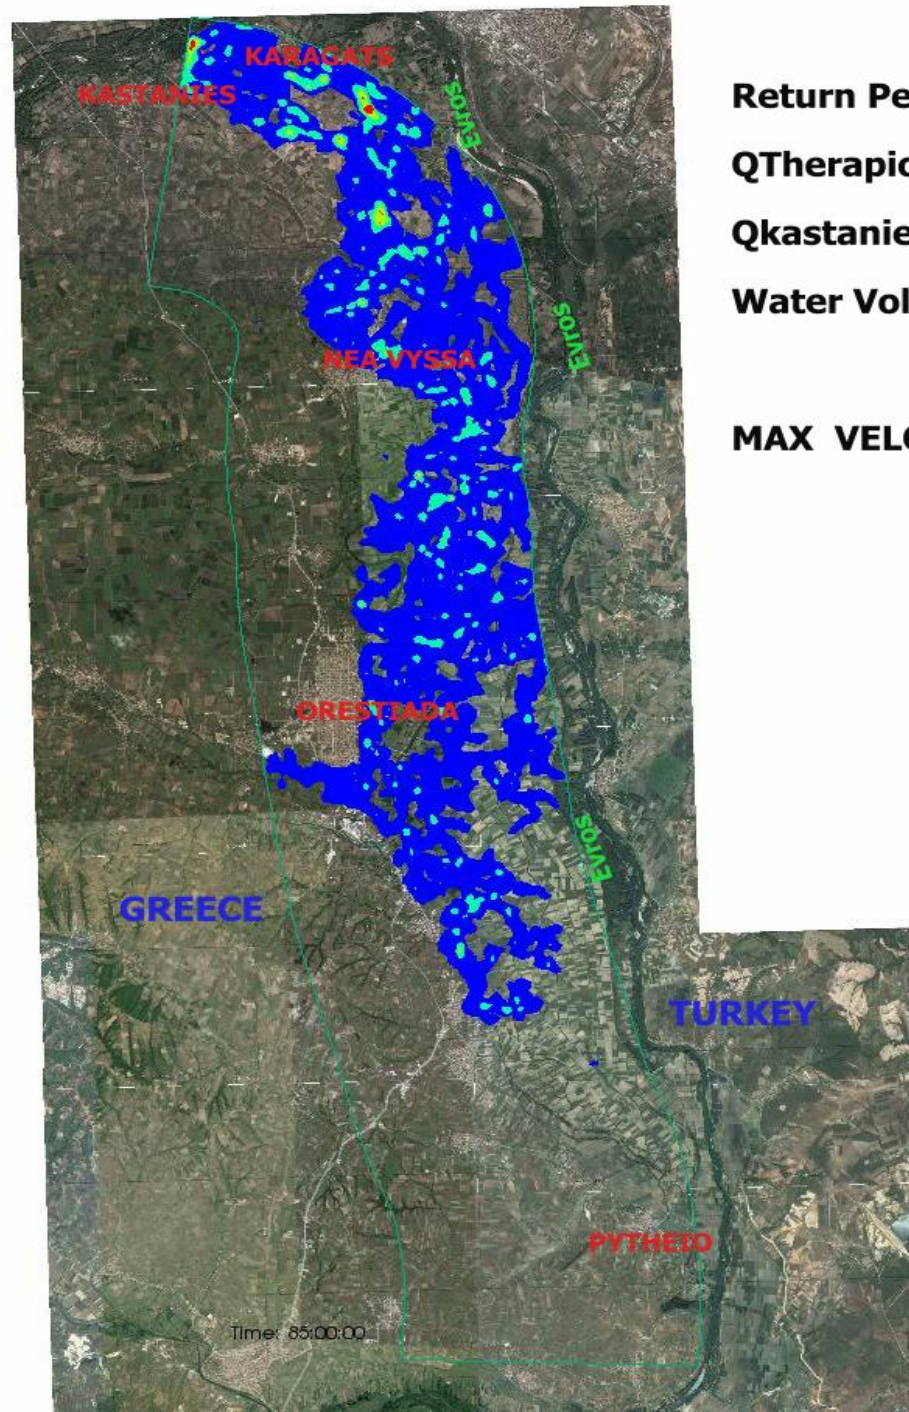 KARAGATS
KASTANIES
Evros
Return Pe
QTherapio
Qkastanie
Water Vol
Evros
NEA VYSSA
MAX VELO
ORESTIADA
Evros
GREECE
TURKEY
PYTHEIO
Time: 85:00:00